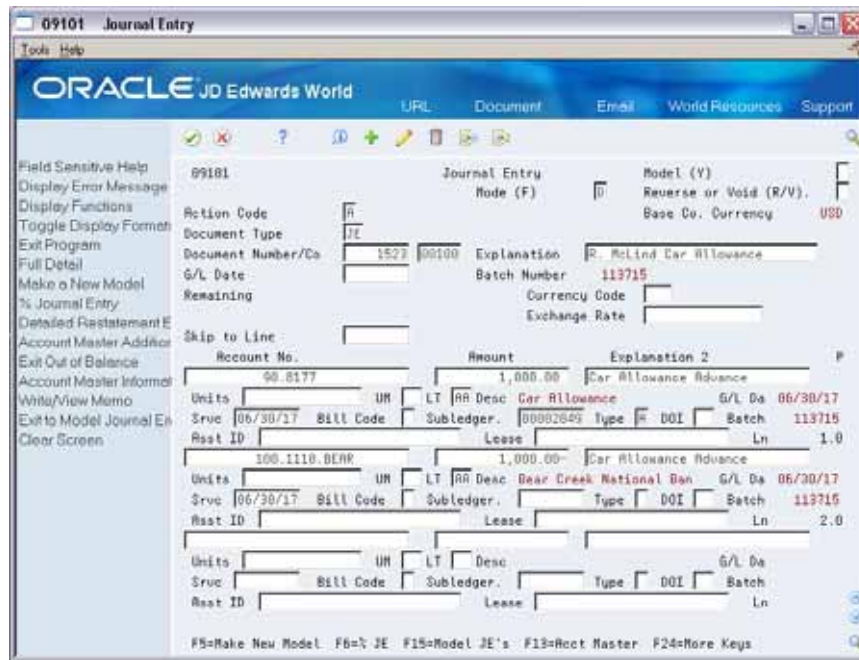 09101 Journal Entry
Tools Help
ORACLE JD Edwards World
URL Document Email World Resources Support
Field Sensitive Help
Display Error Message
Display Functions
Toggle Display Format
Exit Program
Full Detail
Make a New Model
% Journal Entry
Detailed Restatement E
Account Master Addition
Exit Out of Balance
Account Master Informat
Write/View Memo
Exit to Model Journal En
Clear Screen
09101 Journal Entry Model (Y)
Mode (F) D Reverse or Void (R/V).
Action Code A Base Co. Currency USD
Document Type JE
Document Number/Co 1523 00100 Explanation R. McLind Car Allowance
G/L Date Batch Number 113715
Remaining Currency Code
Exchange Rate
Skip to Line
Account No. Amount Explanation 2 P
90.8177 1,000.00 Car Allowance Advance
Units UM LT AA Desc Car Allowance G/L Da 06/30/17
Srvc 06/30/17 Bill Code Subledger. 00002049 Type A DOI Batch 113715
Asst ID Lease Ln 1.0
100.1110.BEAR 1,000.00- Car Allowance Advance
Units UM LT AA Desc Bear Creek National Ban G/L Da 06/30/17
Srvc 06/30/17 Bill Code Subledger. Type DOI Batch 113715
Asst ID Lease Ln 2.0
Units UM LT Desc G/L Da
Srvc Bill Code Subledger. Type DOI Batch
Asst ID Lease Ln
F5=Make New Model F6=% JE F15=Model JE's F13=Acct Master F24=More Keys